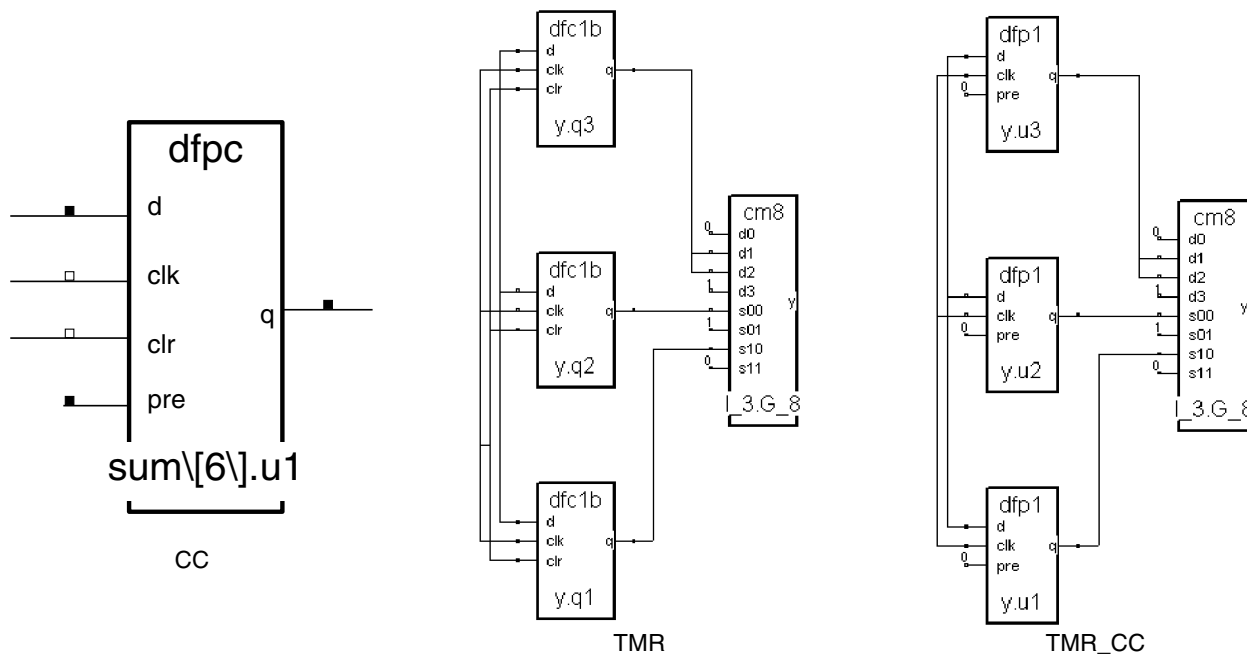 dfpc
d
clk
clr
pre
q
sum\[6\].u1
CC
dfc1b
d
clk
clr
q
y.q3
dfc1b
d
clk
clr
q
y.q2
dfc1b
d
clk
clr
q
y.q1
cm8
0
d0
d1
d2
1
d3
s00
1
s01
s10
0
s11
y
I_3.G_8
TMR
dfp1
d
clk
0
pre
q
y.u3
dfp1
d
clk
0
pre
q
y.u2
dfp1
d
clk
0
pre
q
y.u1
cm8
0
d0
d1
d2
1
d3
s00
1
s01
s10
0
s11
y
I_3.G_8
TMR_CC